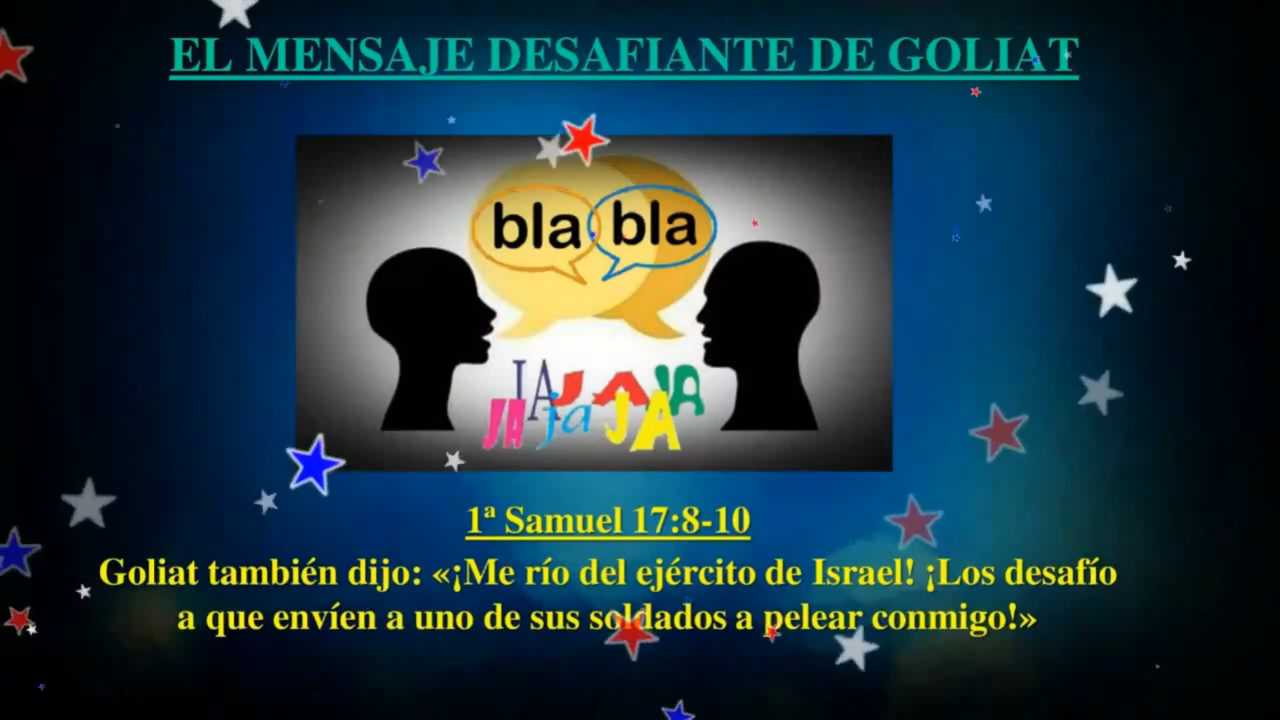 EL MENSAJE DESAFIANTE DE GOLIAT
bla bla
JA JA JA
JA ja JA
1ª Samuel 17:8-10
Goliat también dijo: «¡Me río del ejército de Israel! ¡Los desafío
a que envíen a uno de sus soldados a pelear conmigo!»